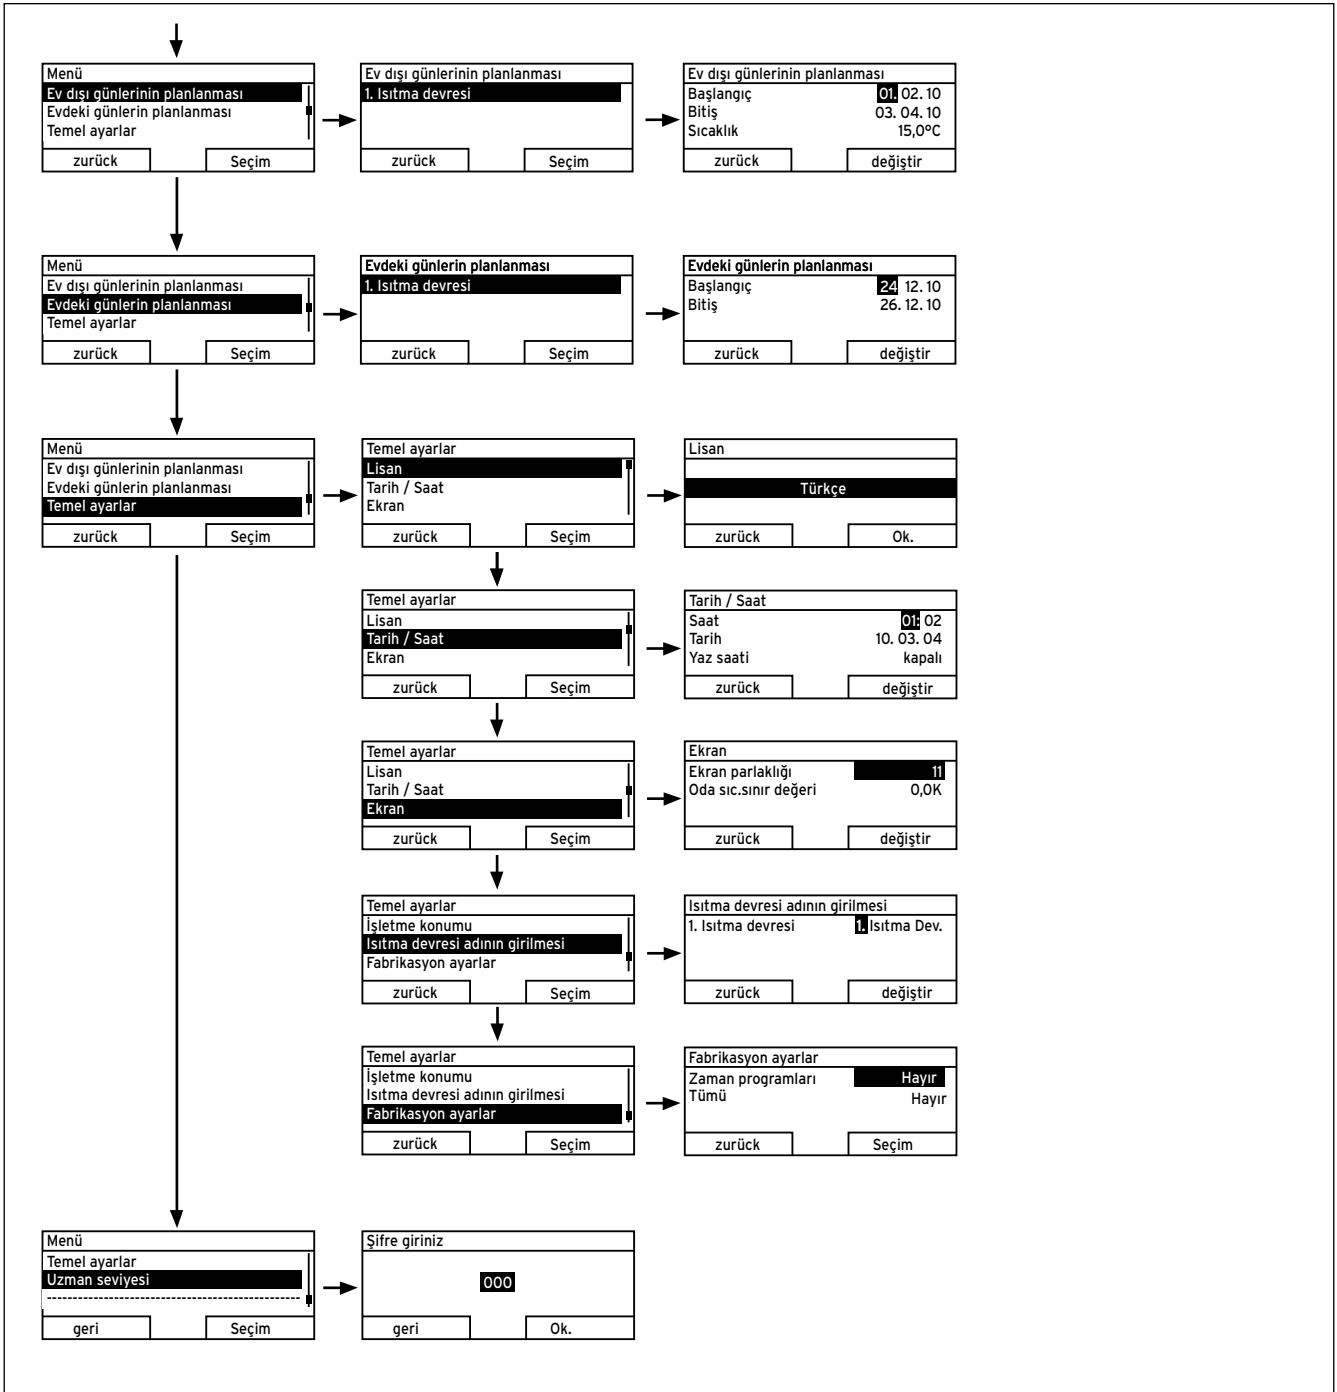 Menü
Ev dışı günlerinin planlanması
Evdeki günlerin planlanması
Temel ayarlar
zurück Seçim
Ev dışı günlerinin planlanması
1. Isıtma devresi
zurück Seçim
Ev dışı günlerinin planlanması
Başlangıç 01. 02. 10
Bitiş 03. 04. 10
Sıcaklık 15,0ºC
zurück değiştir
Menü
Ev dışı günlerinin planlanması
Evdeki günlerin planlanması
Temel ayarlar
zurück Seçim
Evdeki günlerin planlanması
1. Isıtma devresi
zurück Seçim
Evdeki günlerin planlanması
Başlangıç 24 12. 10
Bitiş 26. 12. 10
zurück değiştir
Menü
Ev dışı günlerinin planlanması
Evdeki günlerin planlanması
Temel ayarlar
zurück Seçim
Temel ayarlar
Lisan
Tarih / Saat
Ekran
zurück Seçim
Lisan
Türkçe
zurück Ok.
Temel ayarlar
Lisan
Tarih / Saat
Ekran
zurück Seçim
Tarih / Saat
Saat 01: 02
Tarih 10. 03. 04
Yaz saati kapalı
zurück değiştir
Temel ayarlar
Lisan
Tarih / Saat
Ekran
zurück Seçim
Ekran
Ekran parlaklığı 11
Oda sıc.sınır değeri 0,0K
zurück değiştir
Temel ayarlar
İşletme konumu
Isıtma devresi adının girilmesi
Fabrikasyon ayarlar
zurück Seçim
Isıtma devresi adının girilmesi
1. Isıtma devresi 1. Isıtma Dev.
zurück değiştir
Temel ayarlar
İşletme konumu
Isıtma devresi adının girilmesi
Fabrikasyon ayarlar
zurück Seçim
Fabrikasyon ayarlar
Zaman programları Hayır
Tümü Hayır
zurück Seçim
Menü
Temel ayarlar
Uzman seviyesi
geri Seçim
Şifre giriniz
000
geri Ok.